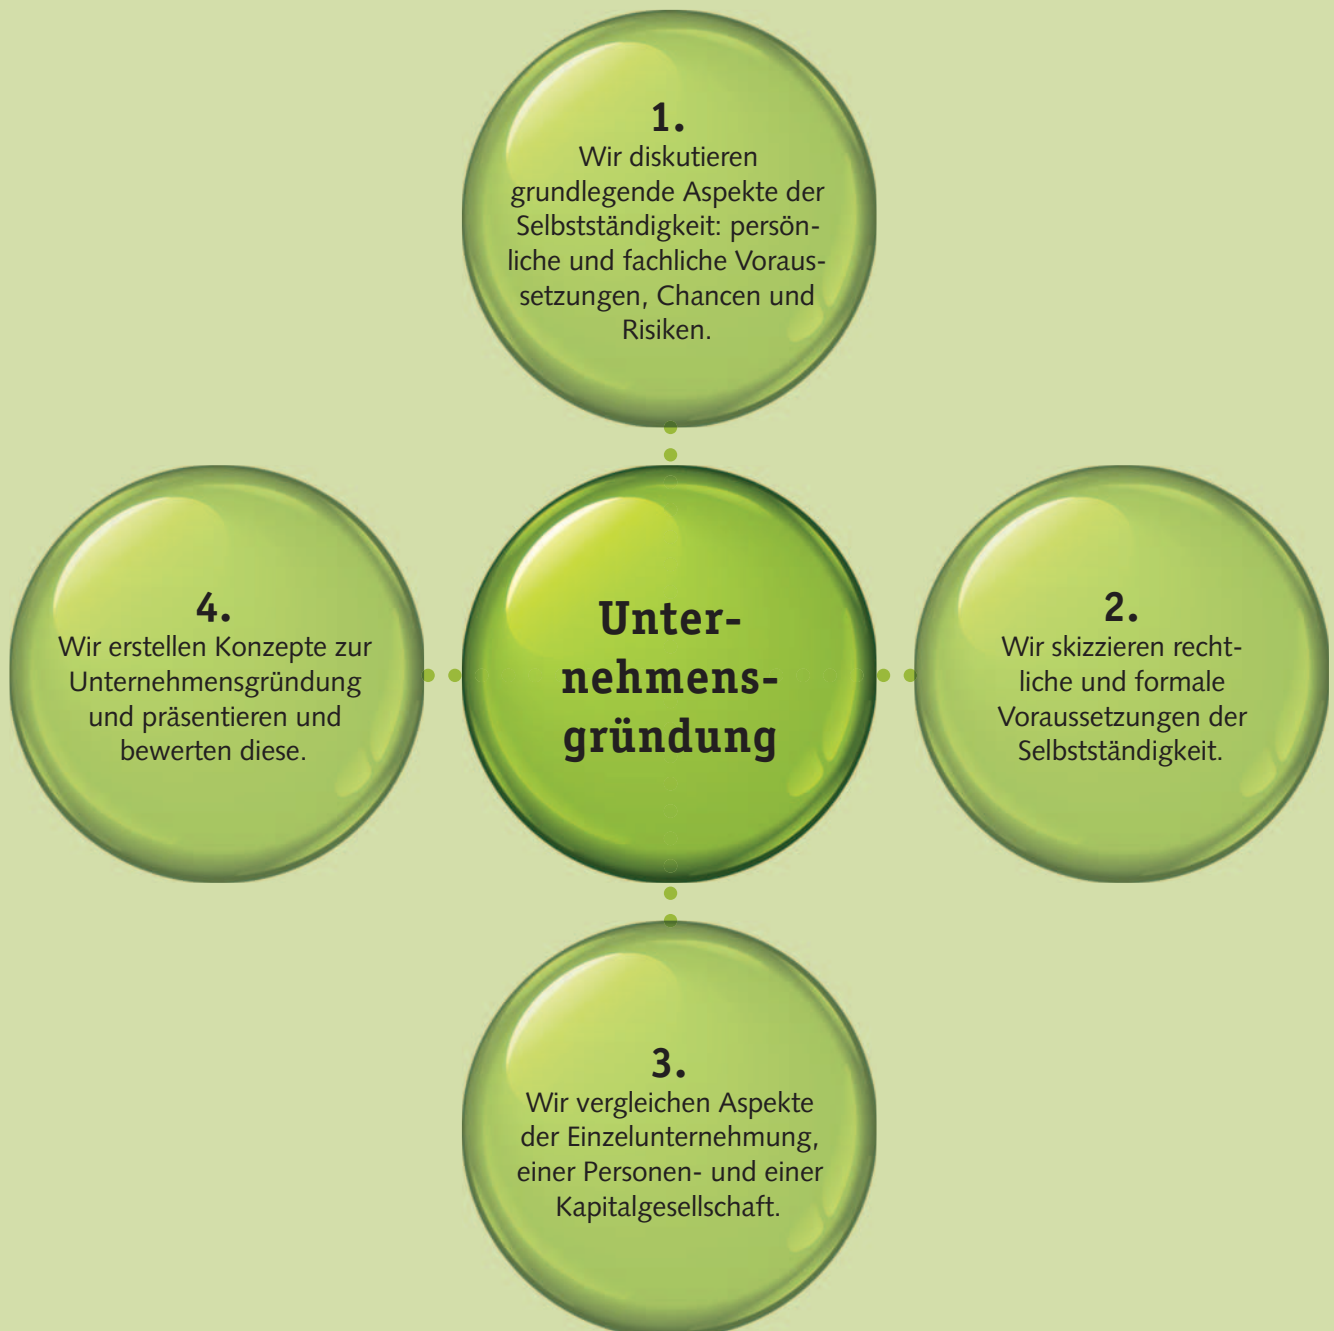 1.
Wir diskutieren
grundlegende Aspekte der
Selbstständigkeit: persön-
liche und fachliche Voraus-
setzungen, Chancen und
Risiken.
Unter-
nehmens-
gründung
2.
Wir skizzieren recht-
liche und formale
Voraussetzungen der
Selbstständigkeit.
3.
Wir vergleichen Aspekte
der Einzelunternehmung,
einer Personen- und einer
Kapitalgesellschaft.
4.
Wir erstellen Konzepte zur
Unternehmensgründung
und präsentieren und
bewerten diese.